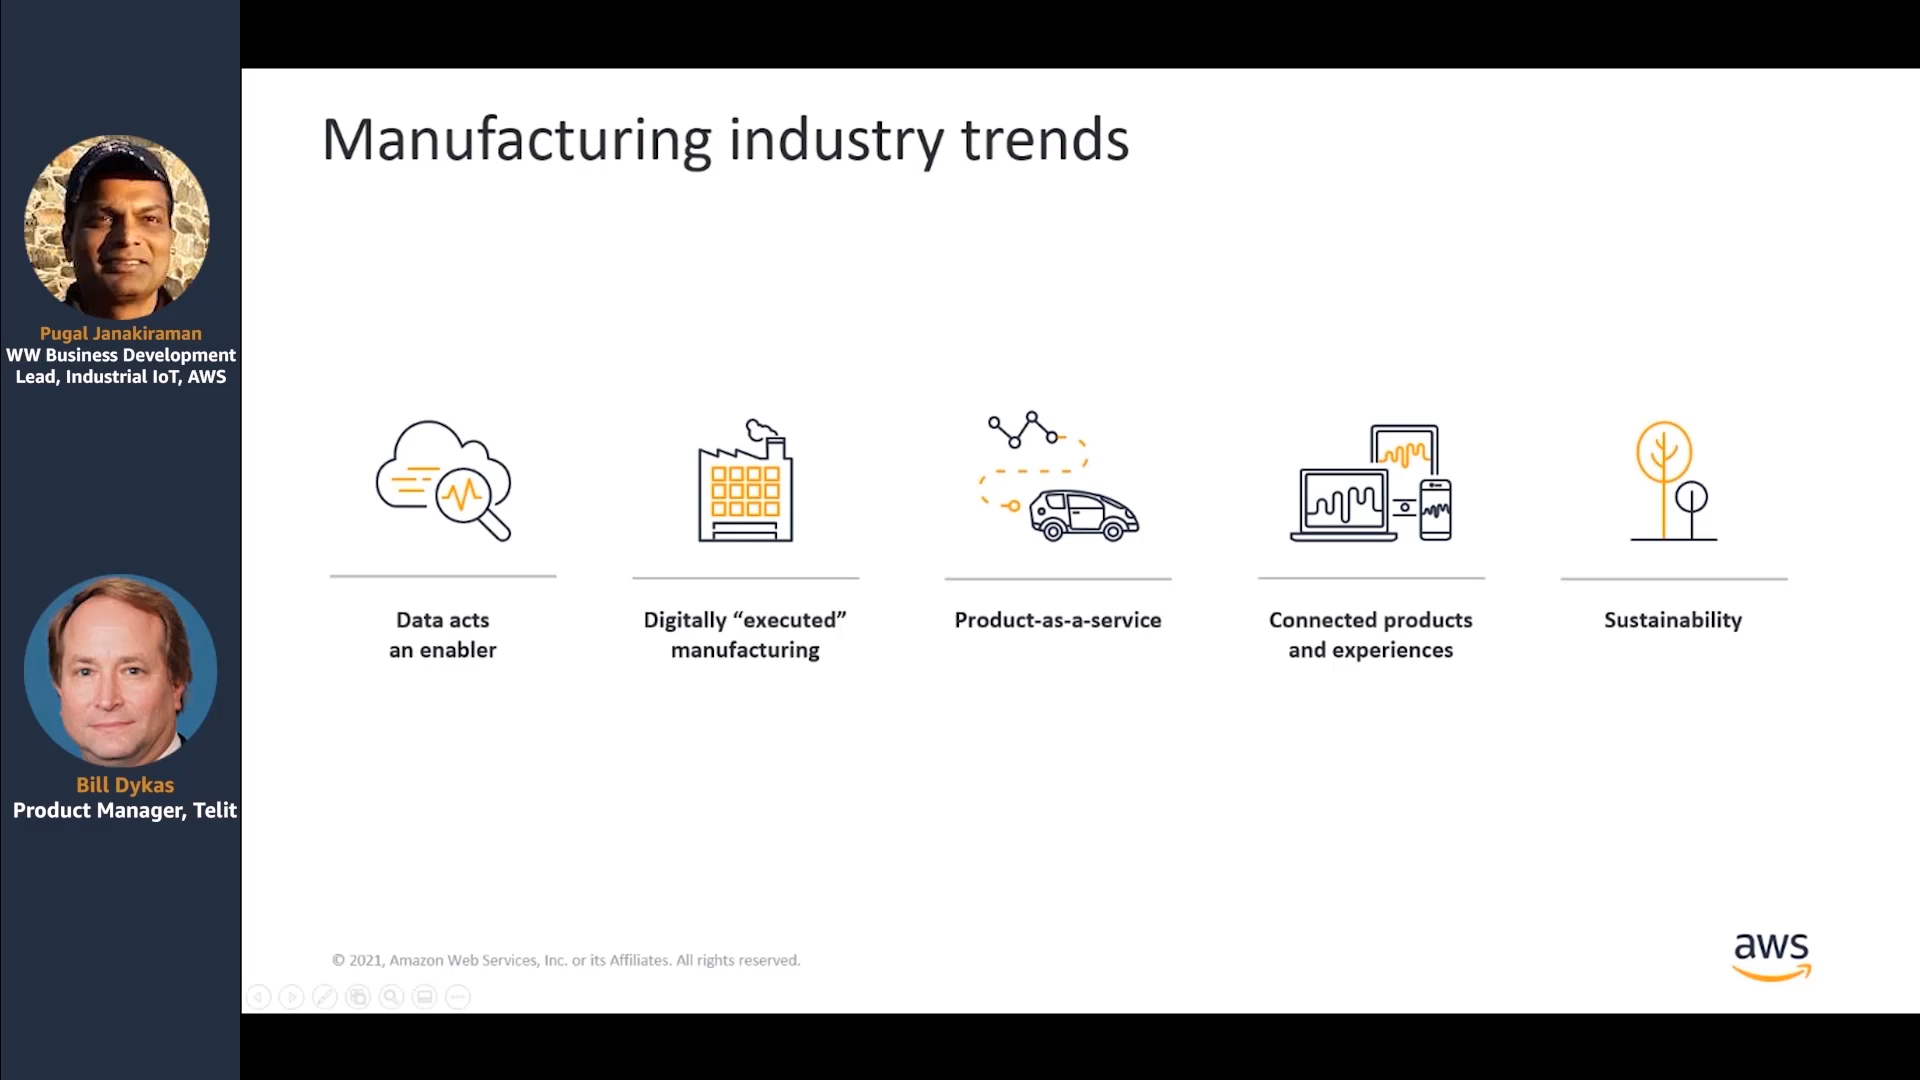 Manufacturing industry trends
Pugal Janakiraman
WW Business Development
Lead, Industrial IoT, AWS
Data acts
an enabler
Digitally “executed”
manufacturing
Product-as-a-service
Connected products
and experiences
Sustainability
Bill Dykas
Product Manager, Telit
© 2021, Amazon Web Services, Inc. or its Affiliates. All rights reserved.
aws